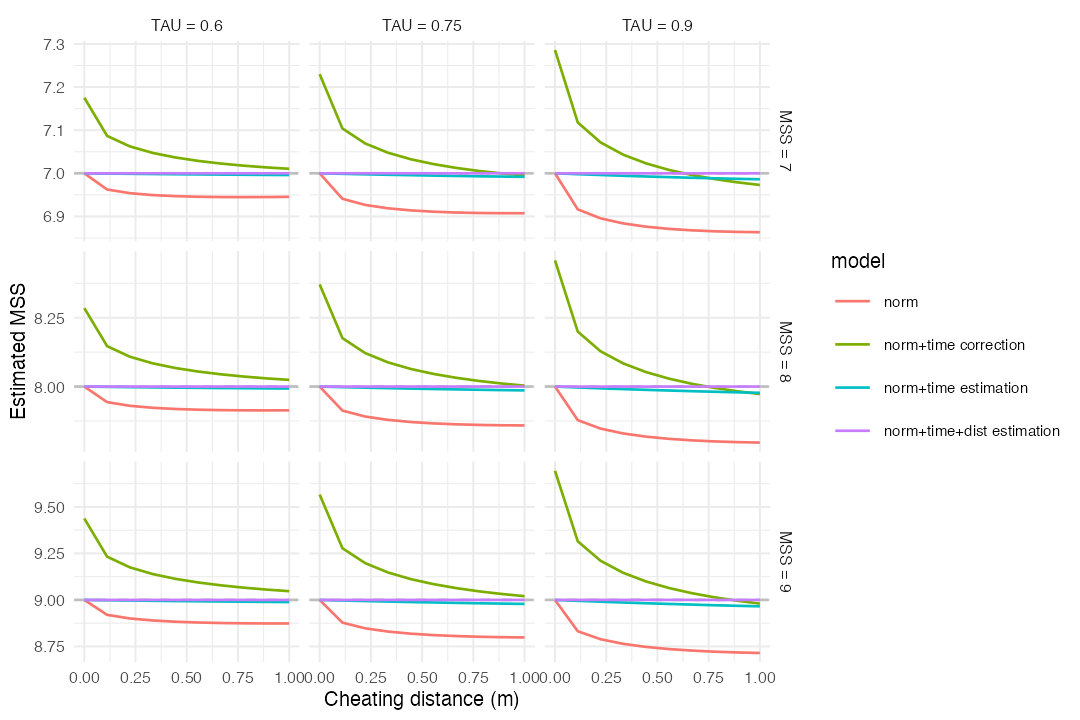 TAU = 0.6
TAU = 0.75
TAU = 0.9
7.3
7.2
7.1
7.0
6.9
MSS = 7
8.25
8.00
MSS = 8
9.50
9.25
9.00
8.75
MSS = 9
0.00 0.25 0.50 0.75 1.00
0.00 0.25 0.50 0.75 1.00
0.00 0.25 0.50 0.75 1.00
Cheating distance (m)
Estimated MSS
model
norm
norm+time correction
norm+time estimation
norm+time+dist estimation